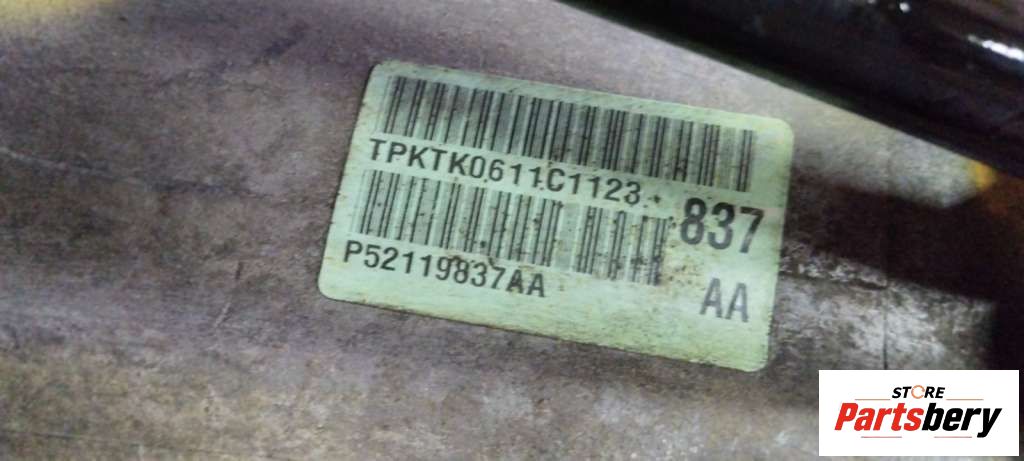 TPKTK0611C1123
837
P52119837AA
AA
STORE
Partsbery